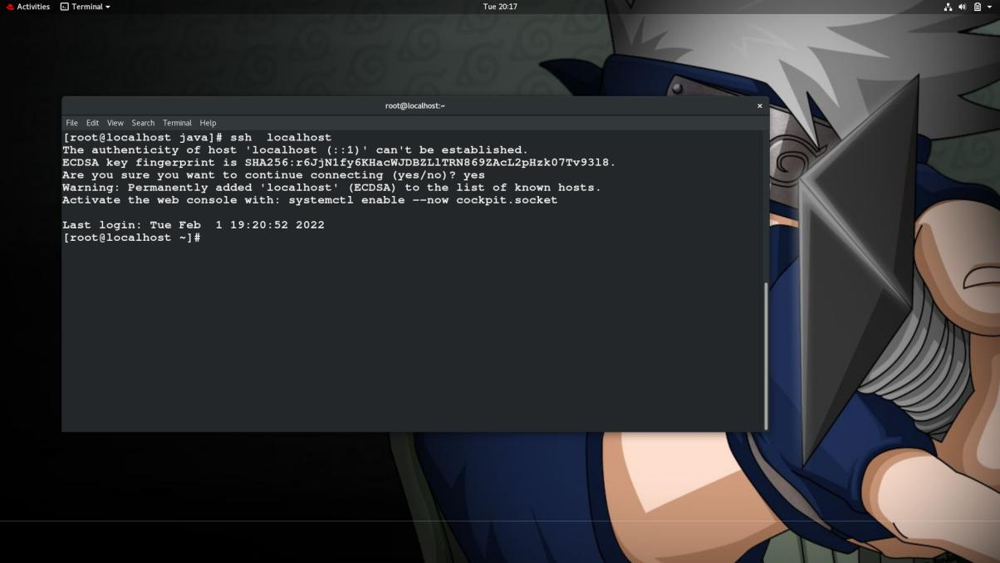 Activities Terminal Tue 20:17
root@localhost:~
File Edit View Search Terminal Help
[root@localhost java]# ssh  localhost
The authenticity of host 'localhost (::1)' can't be established.
ECDSA key fingerprint is SHA256:r6JjN1fy6KHacWJDBZLlTRN869ZAcL2pHzk07Tv93l8.
Are you sure you want to continue connecting (yes/no)? yes
Warning: Permanently added 'localhost' (ECDSA) to the list of known hosts.
Activate the web console with: systemctl enable --now cockpit.socket
Last login: Tue Feb  1 19:20:52 2022
[root@localhost ~]#